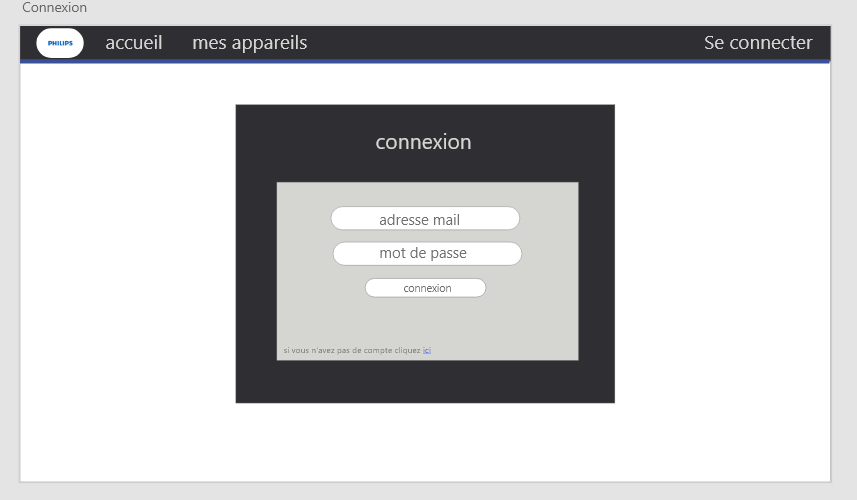 Connexion
PHILIPS accueil mes appareils Se connecter
connexion
adresse mail
mot de passe
connexion
si vous n'avez pas de compte cliquez ici